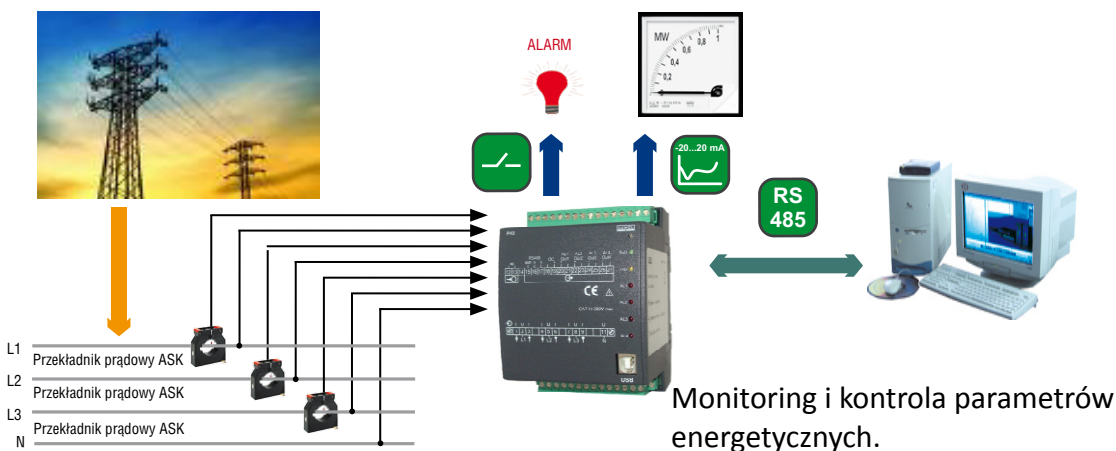 ALARM
MW
0,2
0,4
0,6
0,8
1
-20...20 mA
RS
485
P43
CE
USB
L1
Przekładnik prądowy ASK
L2
Przekładnik prądowy ASK
L3
Przekładnik prądowy ASK
N
Monitoring i kontrola parametrów
energetycznych.